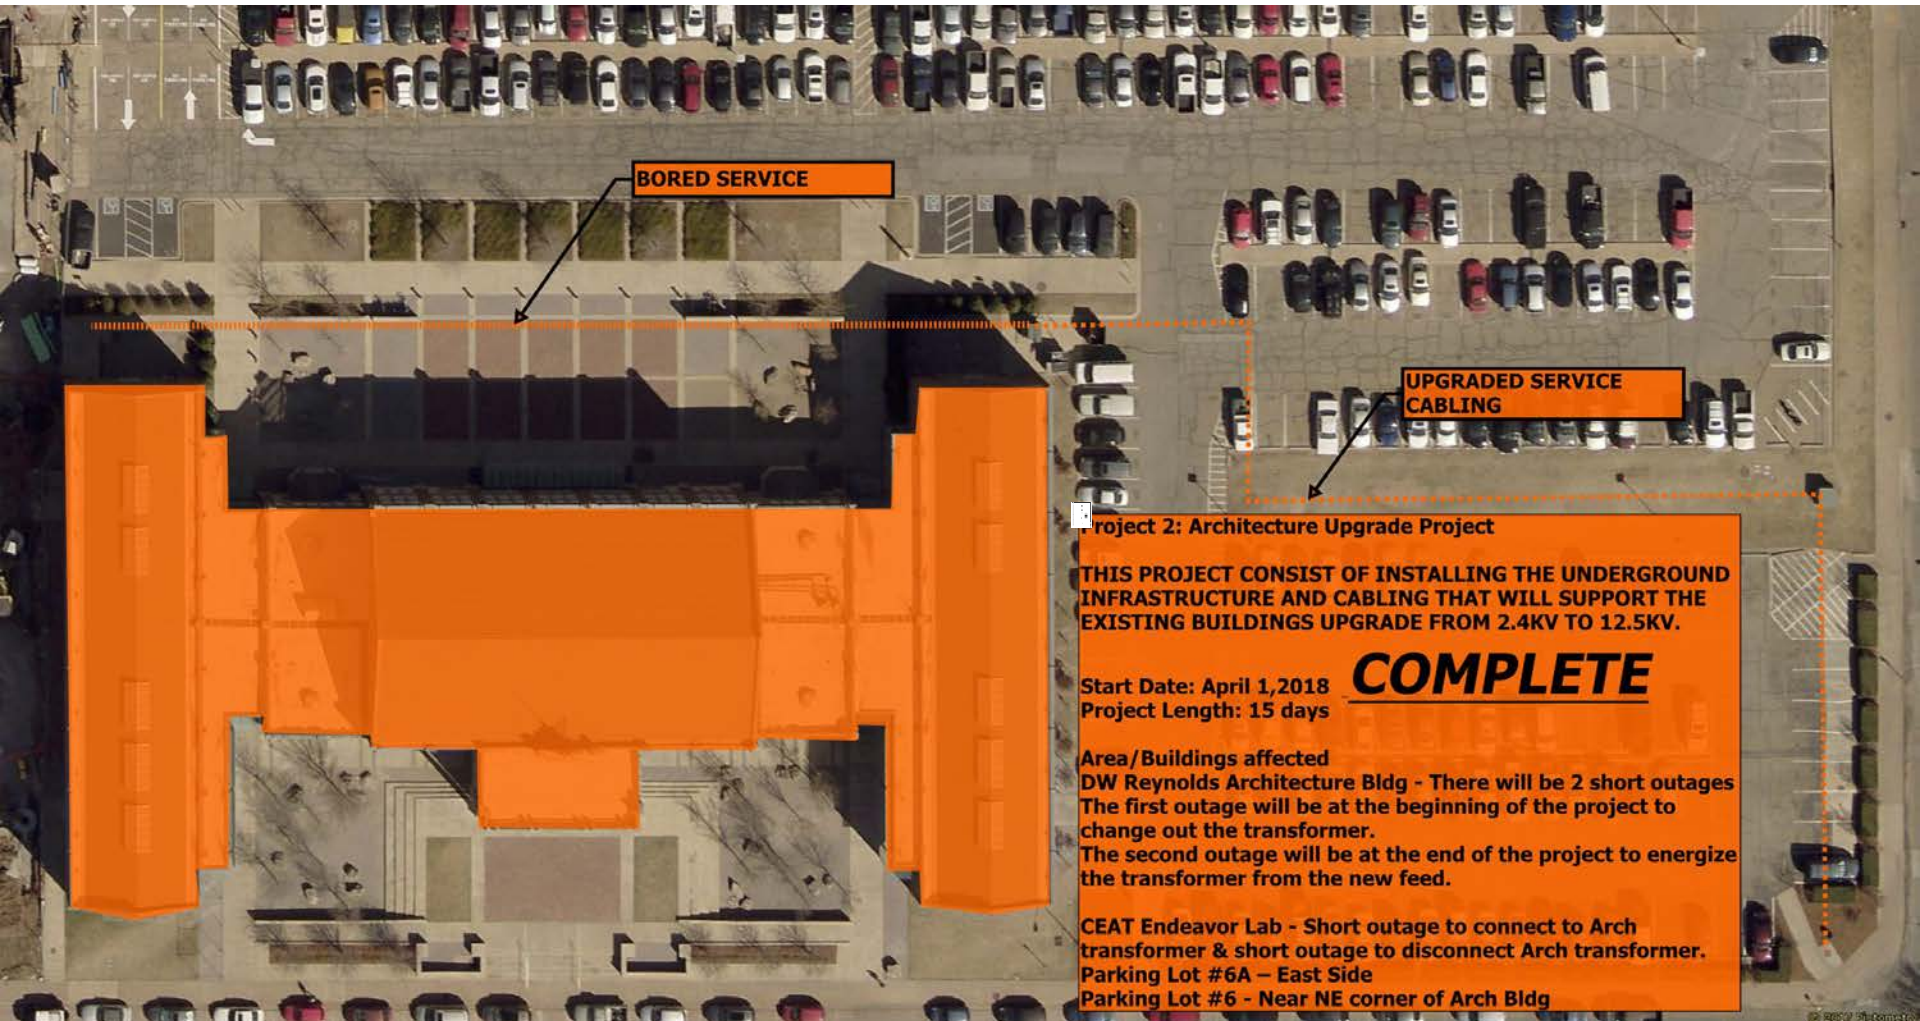 BORED SERVICE
UPGRADED SERVICE
CABLING
roject 2: Architecture Upgrade Project
THIS PROJECT CONSIST OF INSTALLING THE UNDERGROUND
INFRASTRUCTURE AND CABLING THAT WILL SUPPORT THE
EXISTING BUILDINGS UPGRADE FROM 2.4KV TO 12.5KV.
COMPLETE
Start Date: April 1,2018
Project Length: 15 days
Area/Buildings affected
DW Reynolds Architecture Bldg - There will be 2 short outages
The first outage will be at the beginning of the project to
change out the transformer.
The second outage will be at the end of the project to energize
the transformer from the new feed.
CEAT Endeavor Lab - Short outage to connect to Arch
transformer & short outage to disconnect Arch transformer.
Parking Lot #6A – East Side
Parking Lot #6 - Near NE corner of Arch Bldg